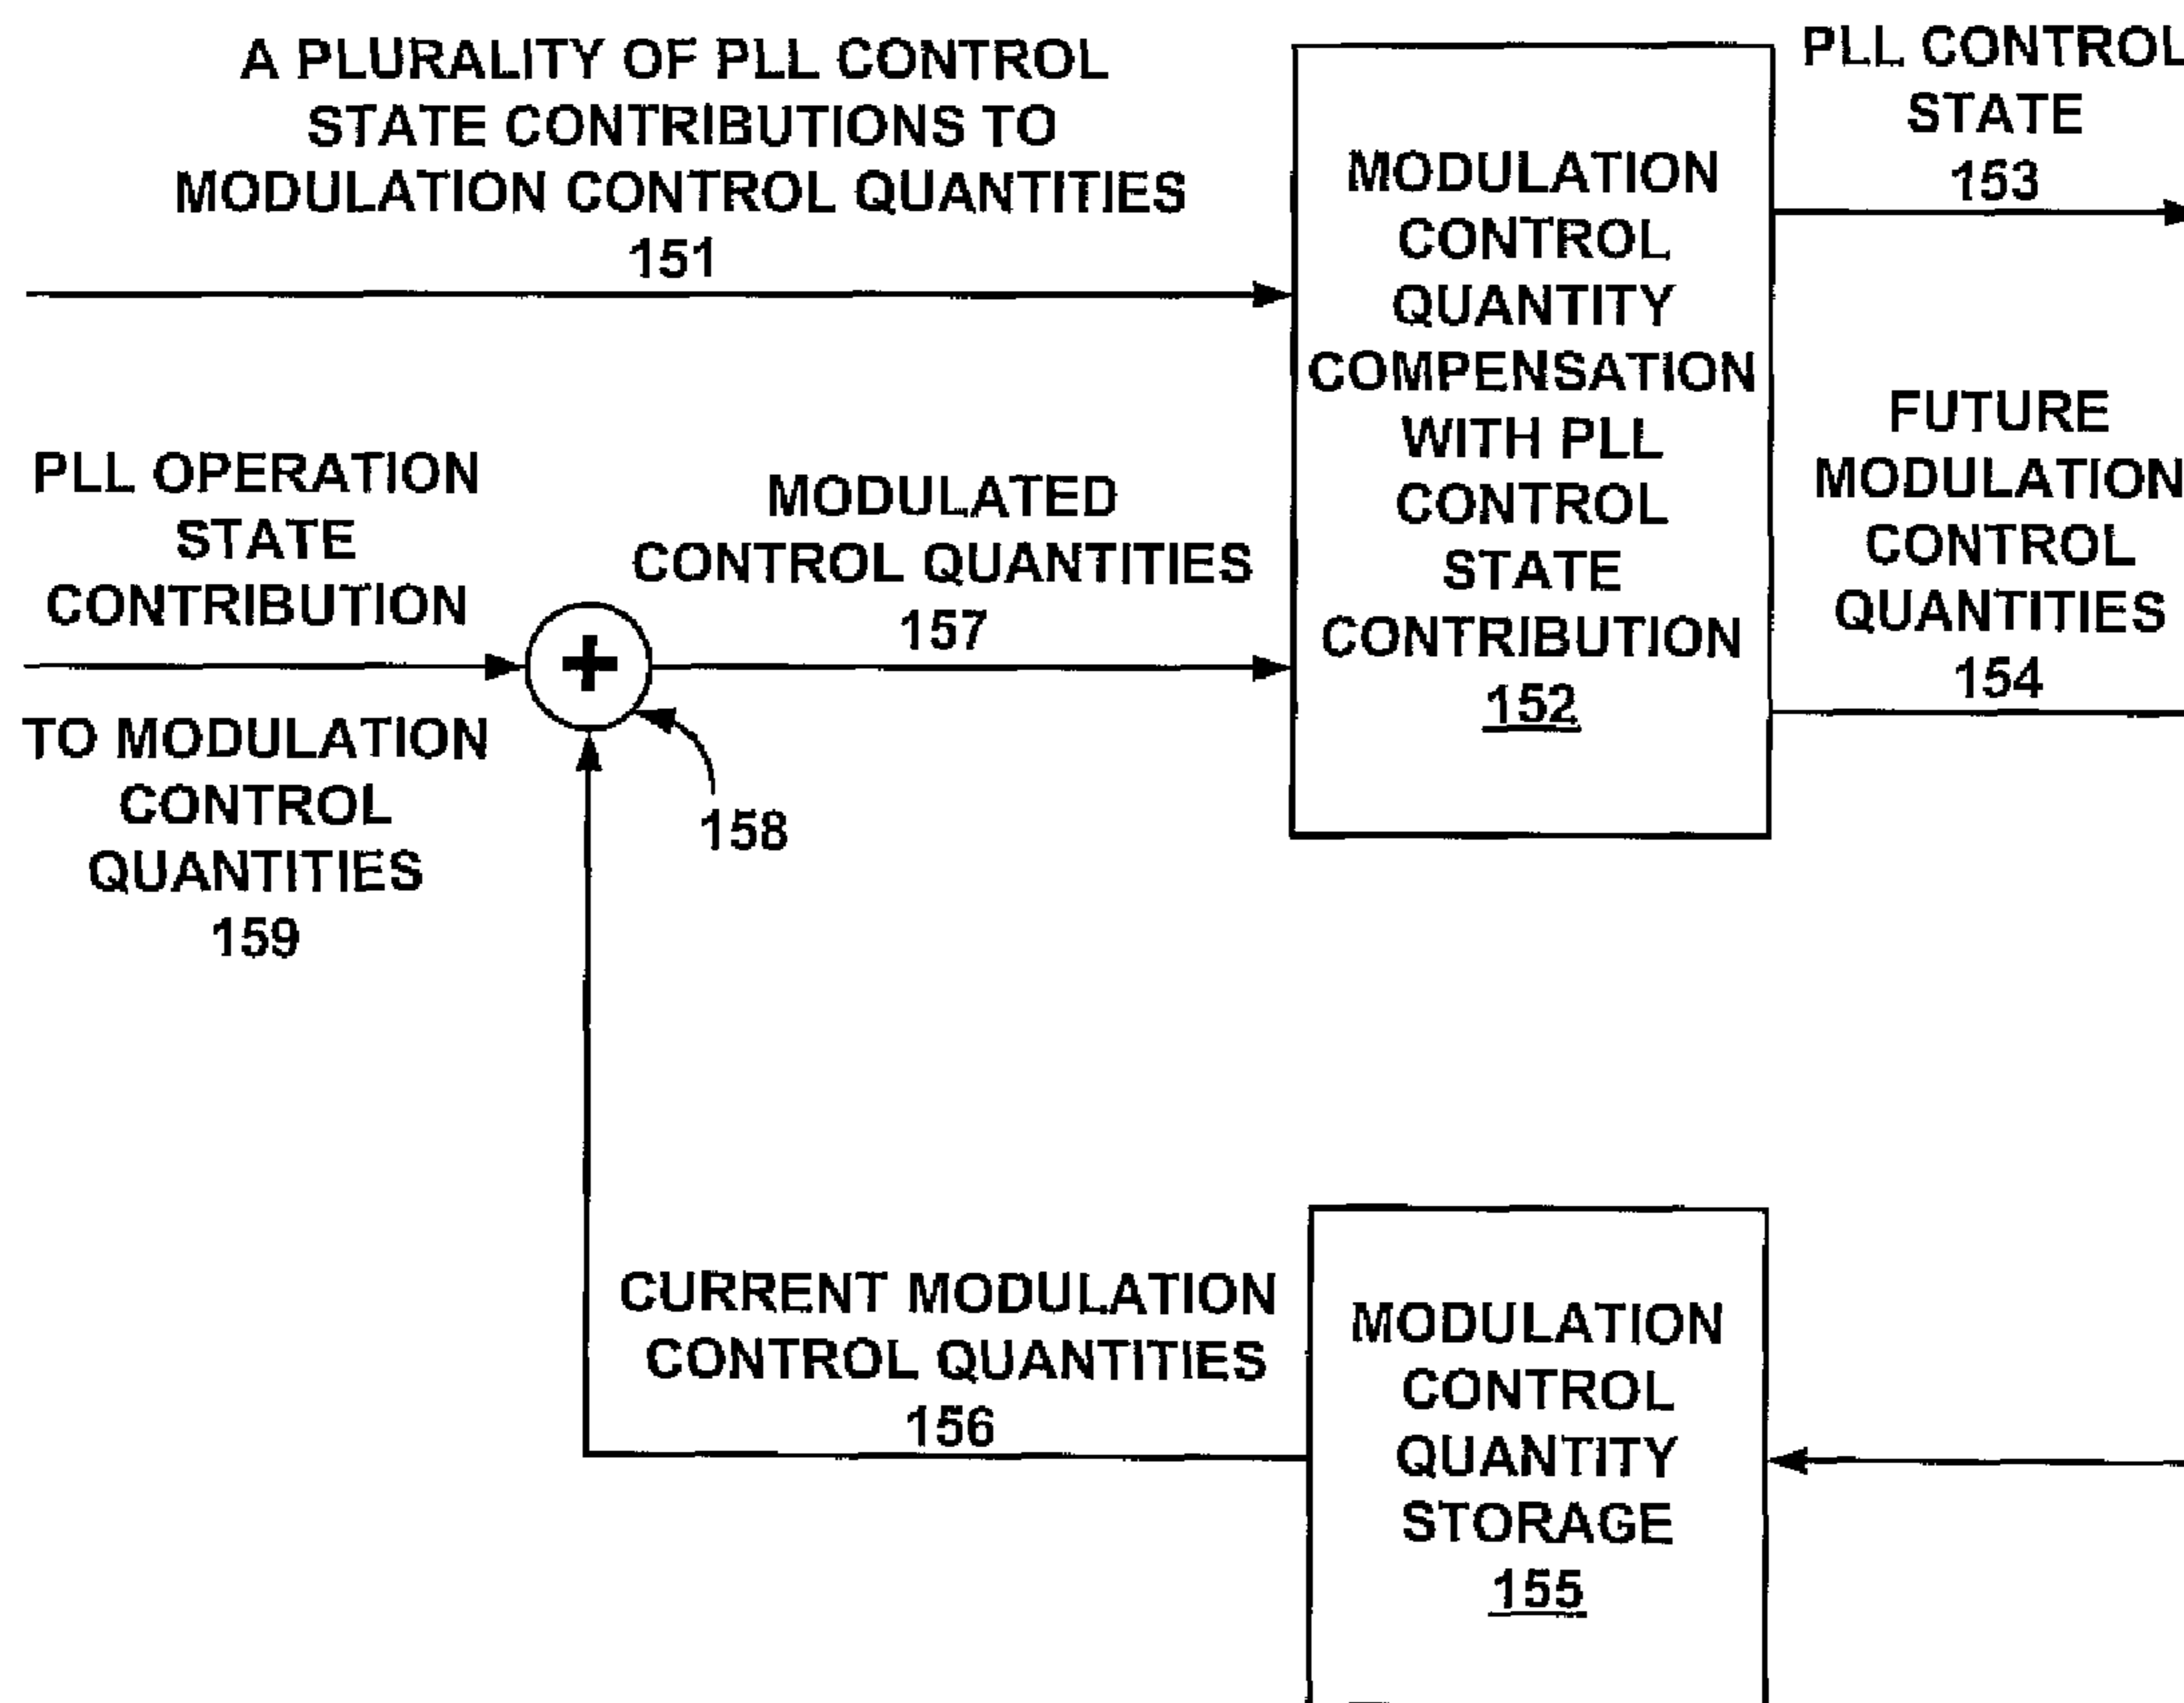 A PLURALITY OF PLL CONTROL
STATE CONTRIBUTIONS TO
MODULATION CONTROL QUANTITIES
151
PLL OPERATION
STATE
CONTRIBUTION
TO MODULATION
CONTROL
QUANTITIES
159
+
MODULATED
CONTROL QUANTITIES
157
158
MODULATION
CONTROL
QUANTITY
COMPENSATION
WITH PLL
CONTROL
STATE
CONTRIBUTION
152
PLL CONTROL
STATE
153
FUTURE
MODULATION
CONTROL
QUANTITIES
154
CURRENT MODULATION
CONTROL QUANTITIES
156
MODULATION
CONTROL
QUANTITY
STORAGE
155